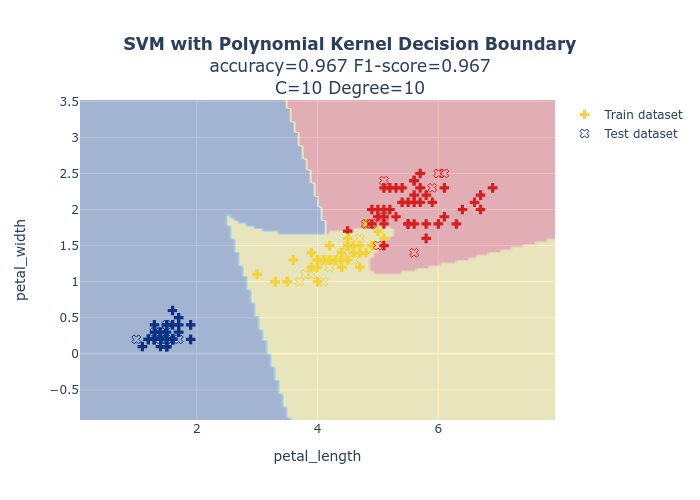 SVM with Polynomial Kernel Decision Boundary
accuracy=0.967 F1-score=0.967
C=10 Degree=10
3.5
3
2.5
2
1.5
1
0.5
0
−0.5
2
4
6
petal_length
petal_width
Train dataset
Test dataset